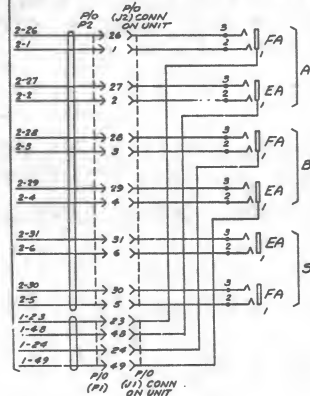 P/O P/O
P2 (J2) CONN
ON UNIT
2-26 26 3 FA
2-1 1 2 1
A
2-27 27 3 EA
2-2 2 2 1
2-28 28 3 FA
2-3 3 2 1
B
2-29 29 3 EA
2-4 4 2 1
2-31 31 3 EA
2-6 6 2 1
S
2-30 30 3 FA
2-5 5 2 1
1-23 23
1-48 48
1-24 24
1-49 49
P/O P/O
(P1) (J1) CONN
ON UNIT